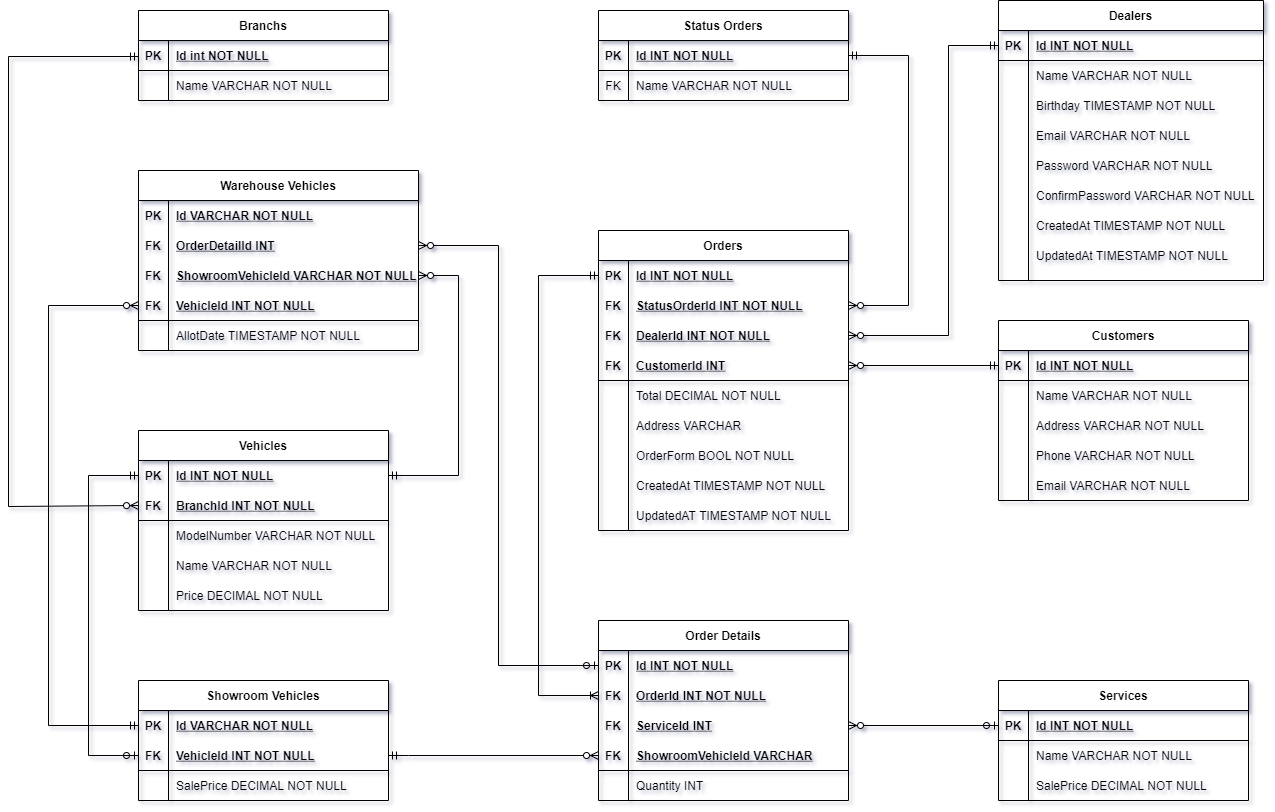 Branchs
PK Id int NOT NULL
Name VARCHAR NOT NULL
Status Orders
PK Id INT NOT NULL
FK Name VARCHAR NOT NULL
Dealers
PK Id INT NOT NULL
Name VARCHAR NOT NULL
Birthday TIMESTAMP NOT NULL
Email VARCHAR NOT NULL
Password VARCHAR NOT NULL
ConfirmPassword VARCHAR NOT NULL
CreatedAt TIMESTAMP NOT NULL
UpdatedAt TIMESTAMP NOT NULL
Warehouse Vehicles
PK Id VARCHAR NOT NULL
FK OrderDetailId INT
FK ShowroomVehicleId VARCHAR NOT NULL
FK VehicleId INT NOT NULL
AllotDate TIMESTAMP NOT NULL
Orders
PK Id INT NOT NULL
FK StatusOrderId INT NOT NULL
FK DealerId INT NOT NULL
FK CustomerId INT
Total DECIMAL NOT NULL
Address VARCHAR
OrderForm BOOL NOT NULL
CreatedAt TIMESTAMP NOT NULL
UpdatedAT TIMESTAMP NOT NULL
Customers
PK Id INT NOT NULL
Name VARCHAR NOT NULL
Address VARCHAR NOT NULL
Phone VARCHAR NOT NULL
Email VARCHAR NOT NULL
Vehicles
PK Id INT NOT NULL
FK BranchId INT NOT NULL
ModelNumber VARCHAR NOT NULL
Name VARCHAR NOT NULL
Price DECIMAL NOT NULL
Showroom Vehicles
PK Id VARCHAR NOT NULL
FK VehicleId INT NOT NULL
SalePrice DECIMAL NOT NULL
Order Details
PK Id INT NOT NULL
FK OrderId INT NOT NULL
FK ServiceId INT
FK ShowroomVehicleId VARCHAR
Quantity INT
Services
PK Id INT NOT NULL
Name VARCHAR NOT NULL
SalePrice DECIMAL NOT NULL